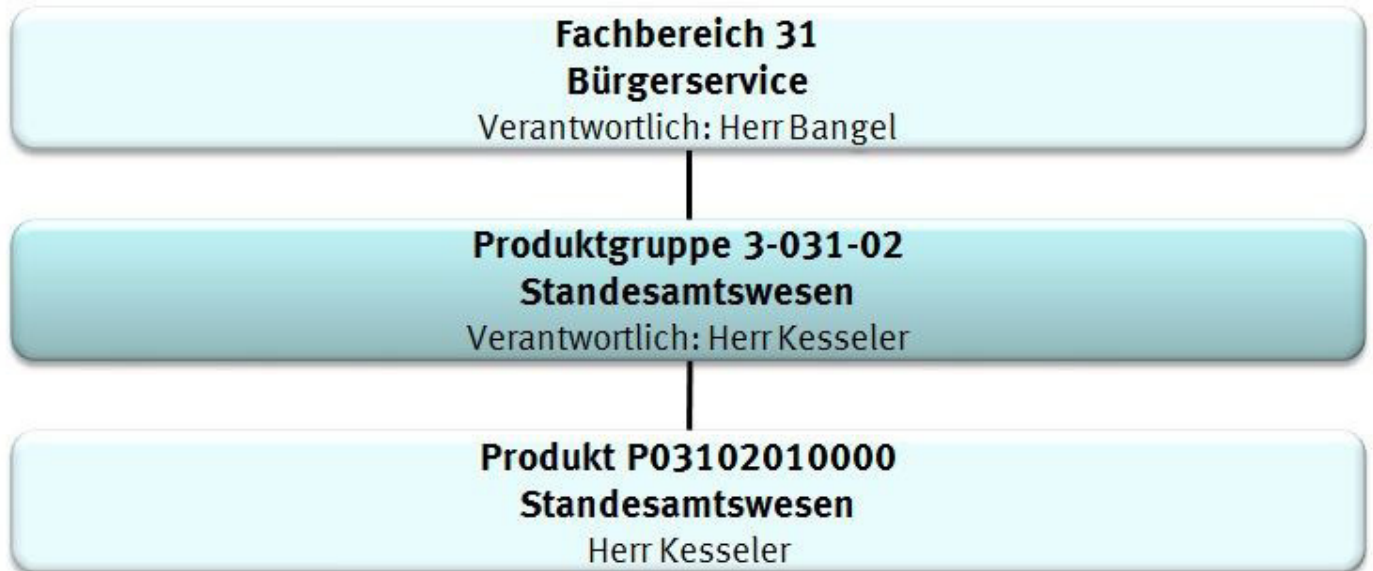 Fachbereich 31
Bürgerservice
Verantwortlich: Herr Bangel
Produktgruppe 3-031-02
Standesamtswesen
Verantwortlich: Herr Kesseler
Produkt P03102010000
Standesamtswesen
Herr Kesseler